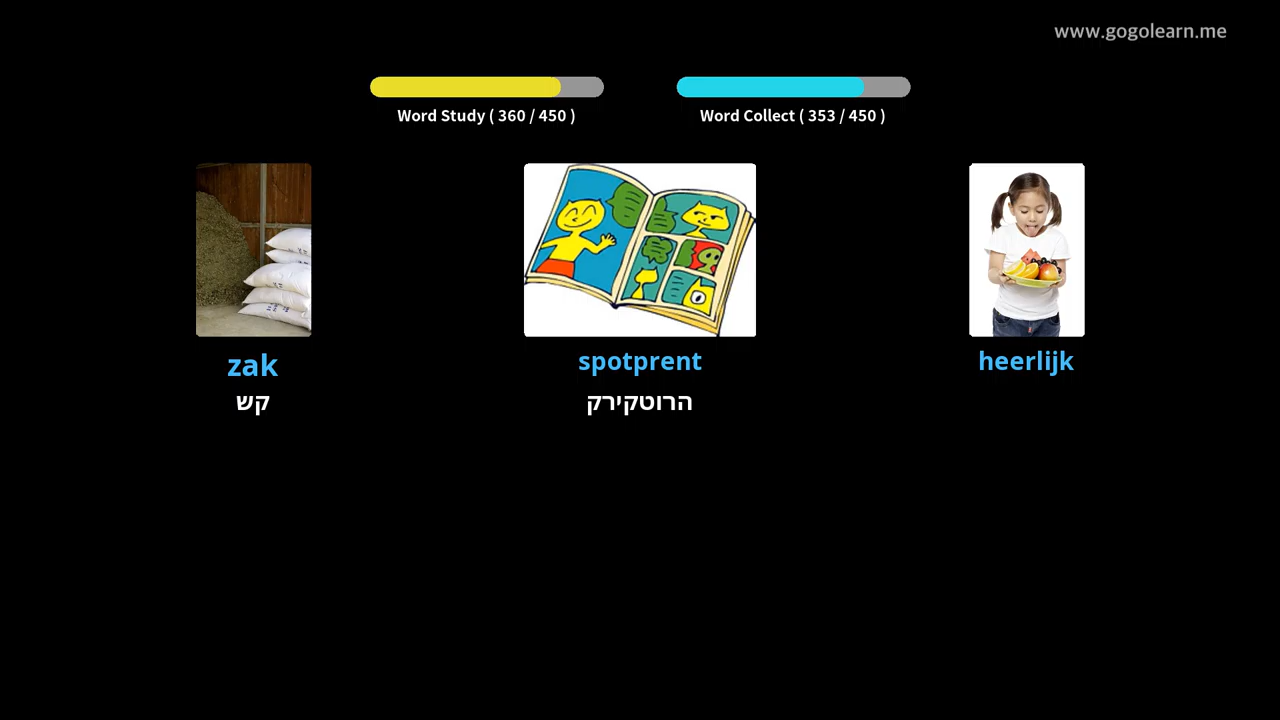 www.gogolearn.me
Word Study ( 360 / 450 )
Word Collect ( 353 / 450 )
zak
קש
spotprent
הרוטקירק
heerlijk